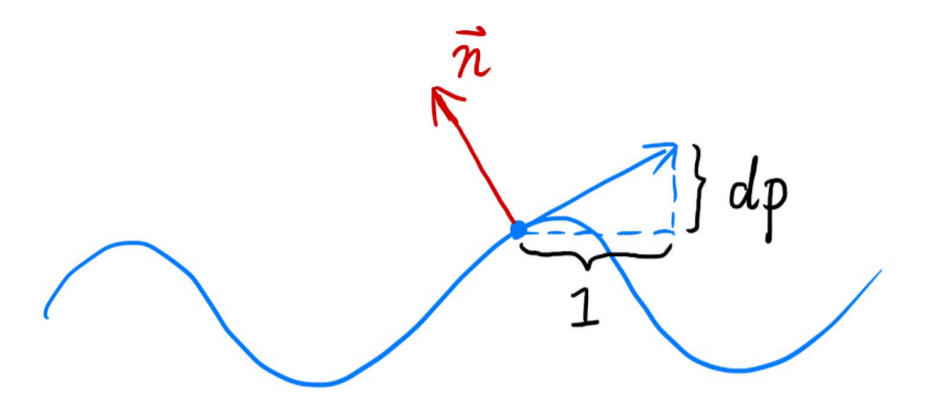 n⃗
} dp
1